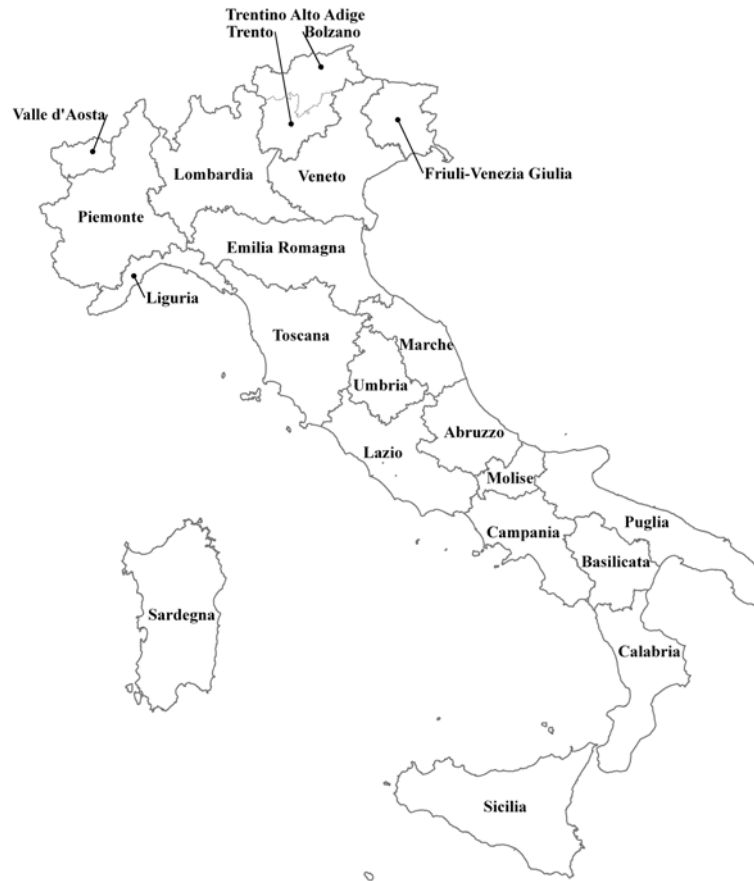 Trentino Alto Adige
Trento
Bolzano
Valle d'Aosta
Lombardia
Veneto
Friuli-Venezia Giulia
Piemonte
Emilia Romagna
Liguria
Toscana
Marche
Umbria
Abruzzo
Lazio
Molise
Puglia
Campania
Basilicata
Sardegna
Calabria
Sicilia